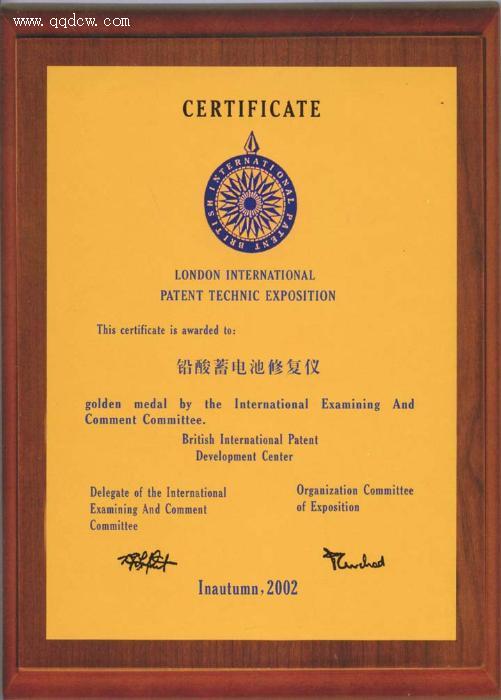 www.qqdcw.com
CERTIFICATE
BRITISH INTERNATIONAL PATENT
LONDON INTERNATIONAL
PATENT TECHNIC EXPOSITION
This certificate is awarded to:
铅酸蓄电池修复仪
golden medal by the International Examining And
Comment Committee.
British International Patent
Development Center
Delegate of the International
Examining And Comment
Committee
Organization Committee
of Exposition
Inautumn,2002